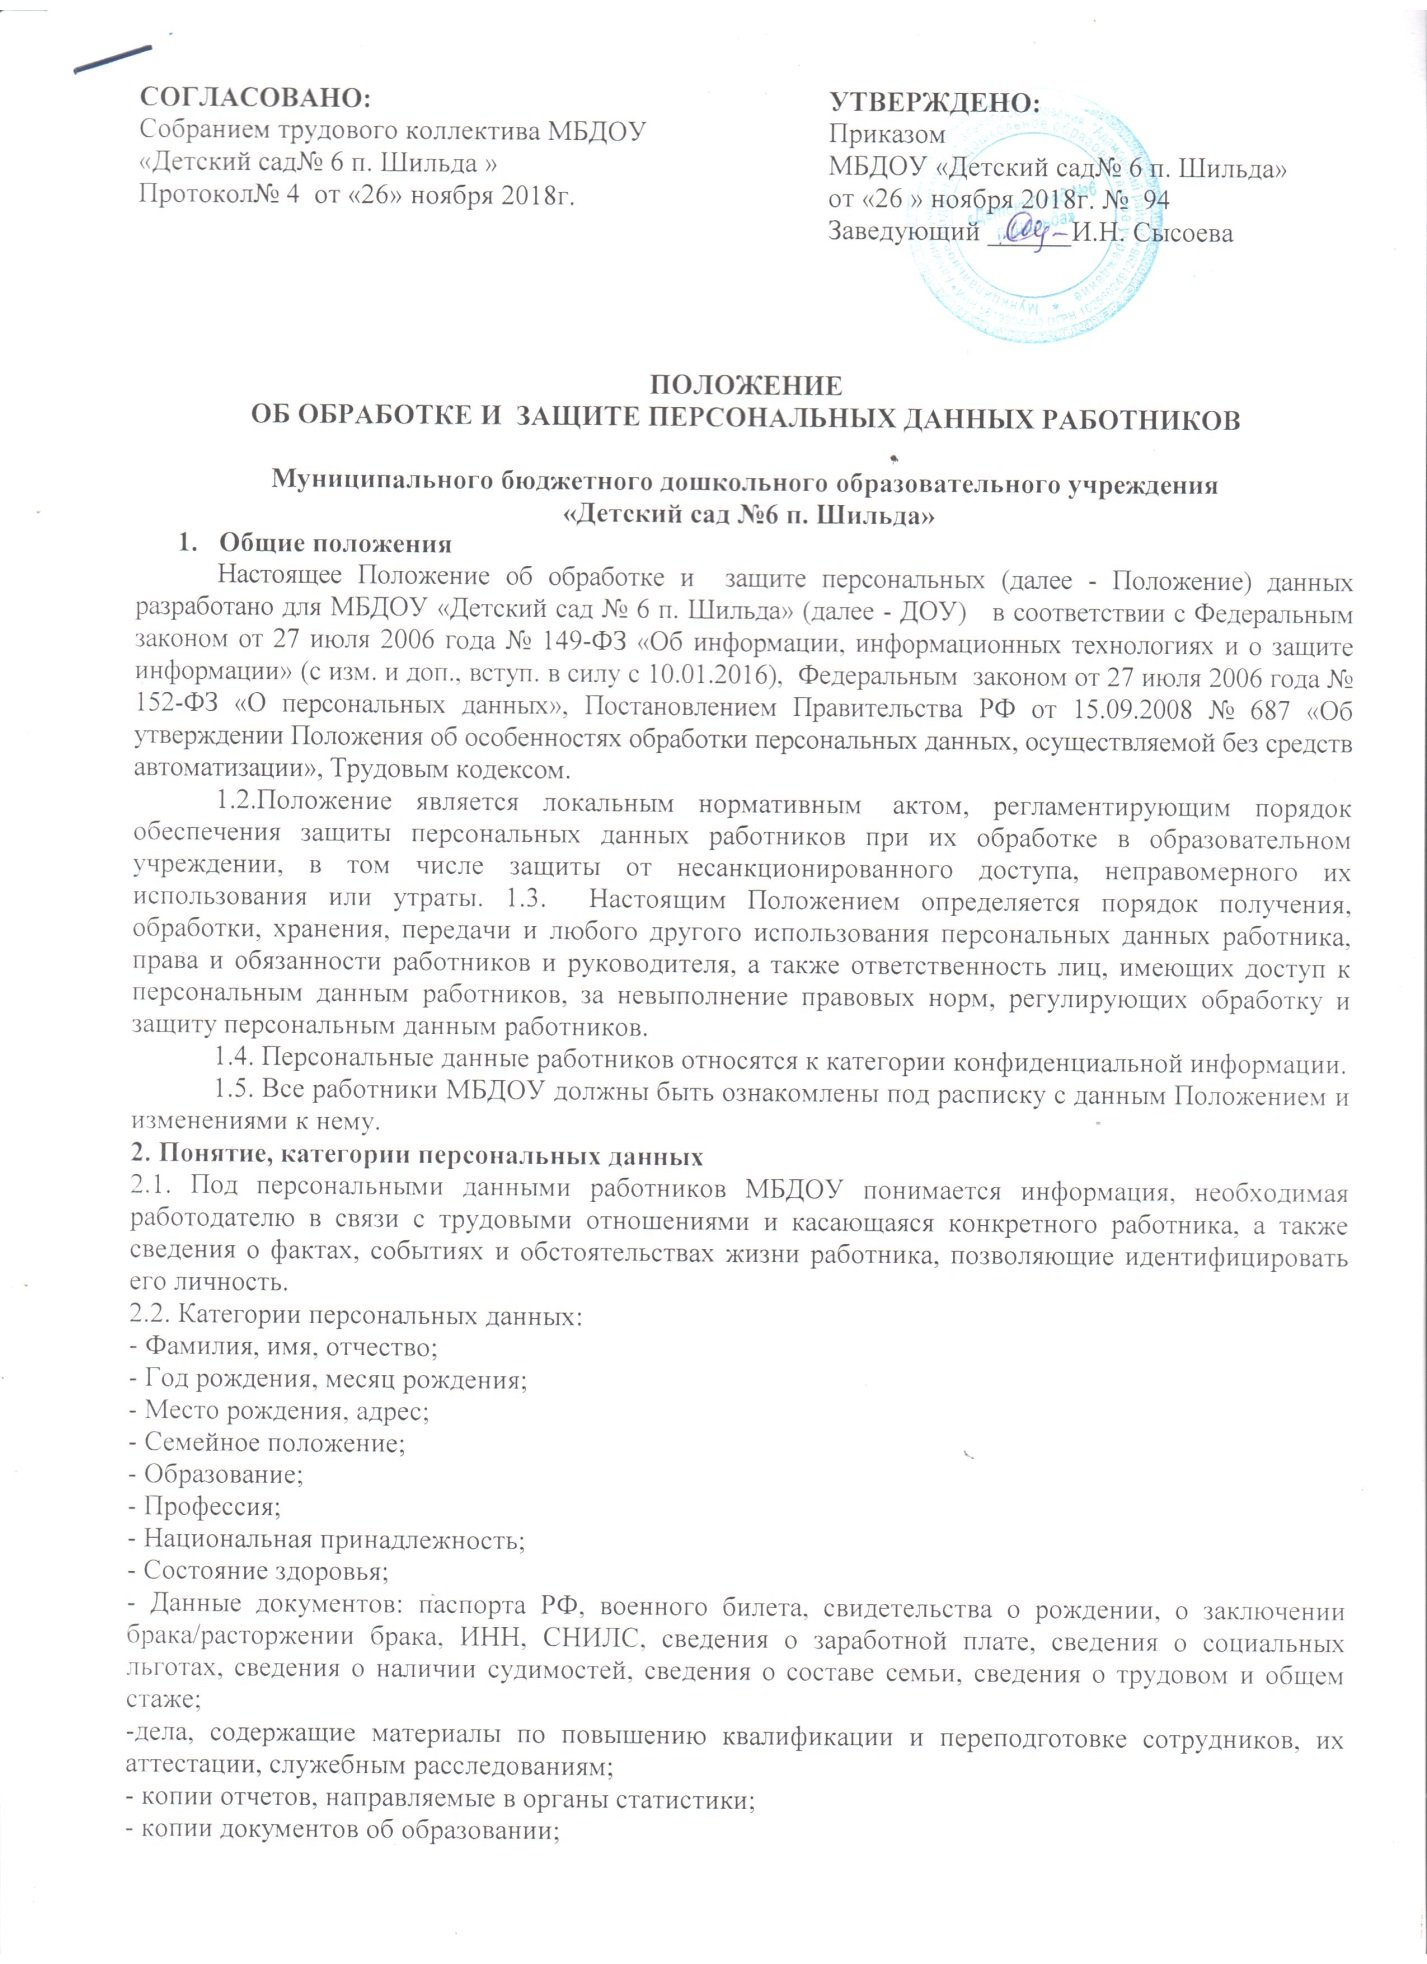 СОГЛАСОВАНО:
Собранием трудового коллектива МБДОУ
«Детский сад№ 6 п. Шильда »
Протокол№ 4  от «26» ноября 2018г.
УТВЕРЖДЕНО:
Приказом
МБДОУ «Детский сад№ 6 п. Шильда»
от «26 » ноября 2018г. №  94
Заведующий ______И.Н. Сысоева
ПОЛОЖЕНИЕ
ОБ ОБРАБОТКЕ И  ЗАЩИТЕ ПЕРСОНАЛЬНЫХ ДАННЫХ РАБОТНИКОВ
Муниципального бюджетного дошкольного образовательного учреждения
«Детский сад №6 п. Шильда»
1.   Общие положения
Настоящее Положение об обработке и  защите персональных (далее - Положение) данных
разработано для МБДОУ «Детский сад № 6 п. Шильда» (далее - ДОУ)   в соответствии с Федеральным
законом от 27 июля 2006 года № 149-ФЗ «Об информации, информационных технологиях и о защите
информации» (с изм. и доп., вступ. в силу с 10.01.2016),  Федеральным  законом от 27 июля 2006 года №
152-ФЗ «О персональных данных», Постановлением Правительства РФ от 15.09.2008 № 687 «Об
утверждении Положения об особенностях обработки персональных данных, осуществляемой без средств
автоматизации», Трудовым кодексом.
1.2.Положение является локальным нормативным  актом, регламентирующим порядок
обеспечения защиты персональных данных работников при их обработке в образовательном
учреждении, в том числе защиты от несанкционированного доступа, неправомерного их
использования или утраты. 1.3.  Настоящим Положением определяется порядок получения,
обработки, хранения, передачи и любого другого использования персональных данных работника,
права и обязанности работников и руководителя, а также ответственность лиц, имеющих доступ к
персональным данным работников, за невыполнение правовых норм, регулирующих обработку и
защиту персональным данным работников.
1.4. Персональные данные работников относятся к категории конфиденциальной информации.
1.5. Все работники МБДОУ должны быть ознакомлены под расписку с данным Положением и
изменениями к нему.
2. Понятие, категории персональных данных
2.1. Под персональными данными работников МБДОУ понимается информация, необходимая
работодателю в связи с трудовыми отношениями и касающаяся конкретного работника, а также
сведения о фактах, событиях и обстоятельствах жизни работника, позволяющие идентифицировать
его личность.
2.2. Категории персональных данных:
- Фамилия, имя, отчество;
- Год рождения, месяц рождения;
- Место рождения, адрес;
- Семейное положение;
- Образование;
- Профессия;
- Национальная принадлежность;
- Состояние здоровья;
- Данные документов: паспорта РФ, военного билета, свидетельства о рождении, о заключении
брака/расторжении брака, ИНН, СНИЛС, сведения о заработной плате, сведения о социальных
льготах, сведения о наличии судимостей, сведения о составе семьи, сведения о трудовом и общем
стаже;
-дела, содержащие материалы по повышению квалификации и переподготовке сотрудников, их
аттестации, служебным расследованиям;
- копии отчетов, направляемые в органы статистики;
- копии документов об образовании;